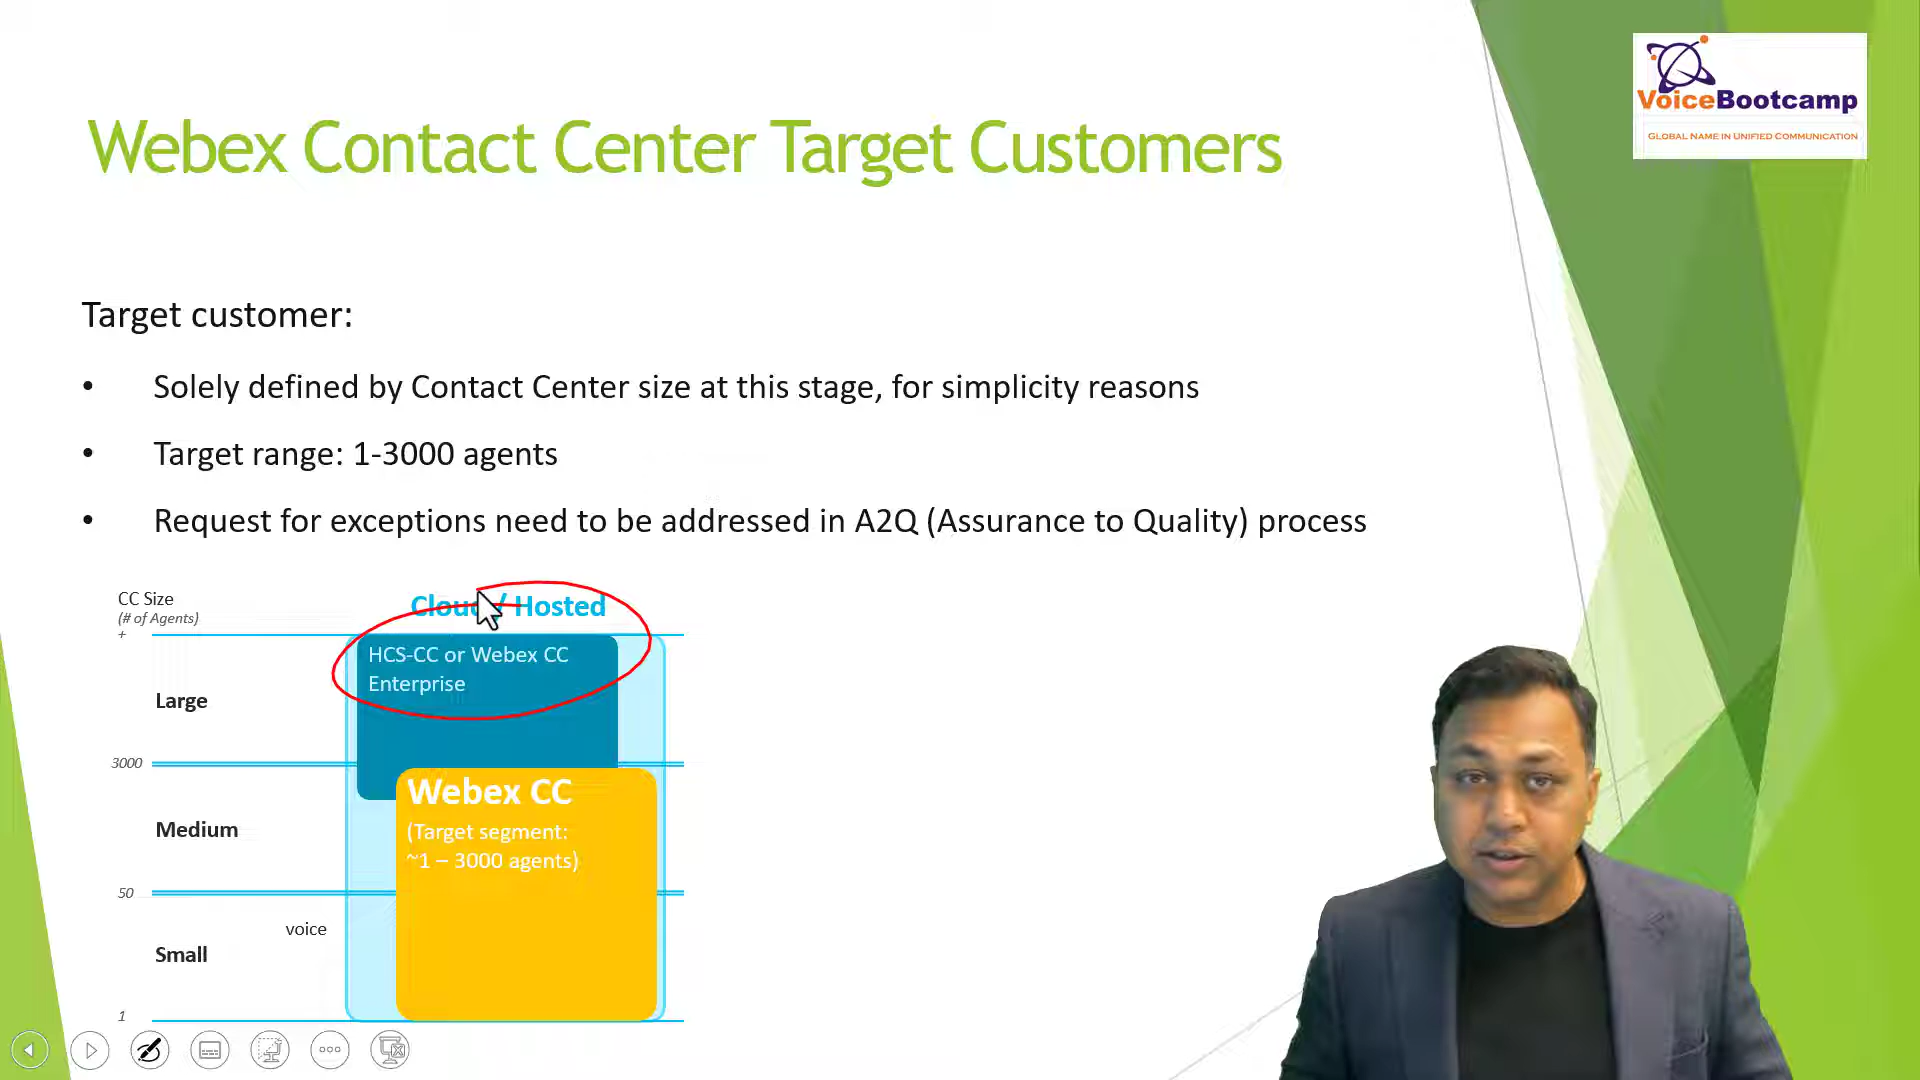 VoiceBootcamp
GLOBAL NAME IN UNIFIED COMMUNICATION
Webex Contact Center Target Customers
Target customer:
• Solely defined by Contact Center size at this stage, for simplicity reasons
• Target range: 1-3000 agents
• Request for exceptions need to be addressed in A2Q (Assurance to Quality) process
CC Size
(# of Agents)
+
Cloud / Hosted
HCS-CC or Webex CC
Enterprise
Large
3000
Webex CC
(Target segment:
~1 – 3000 agents)
Medium
50
voice
Small
1